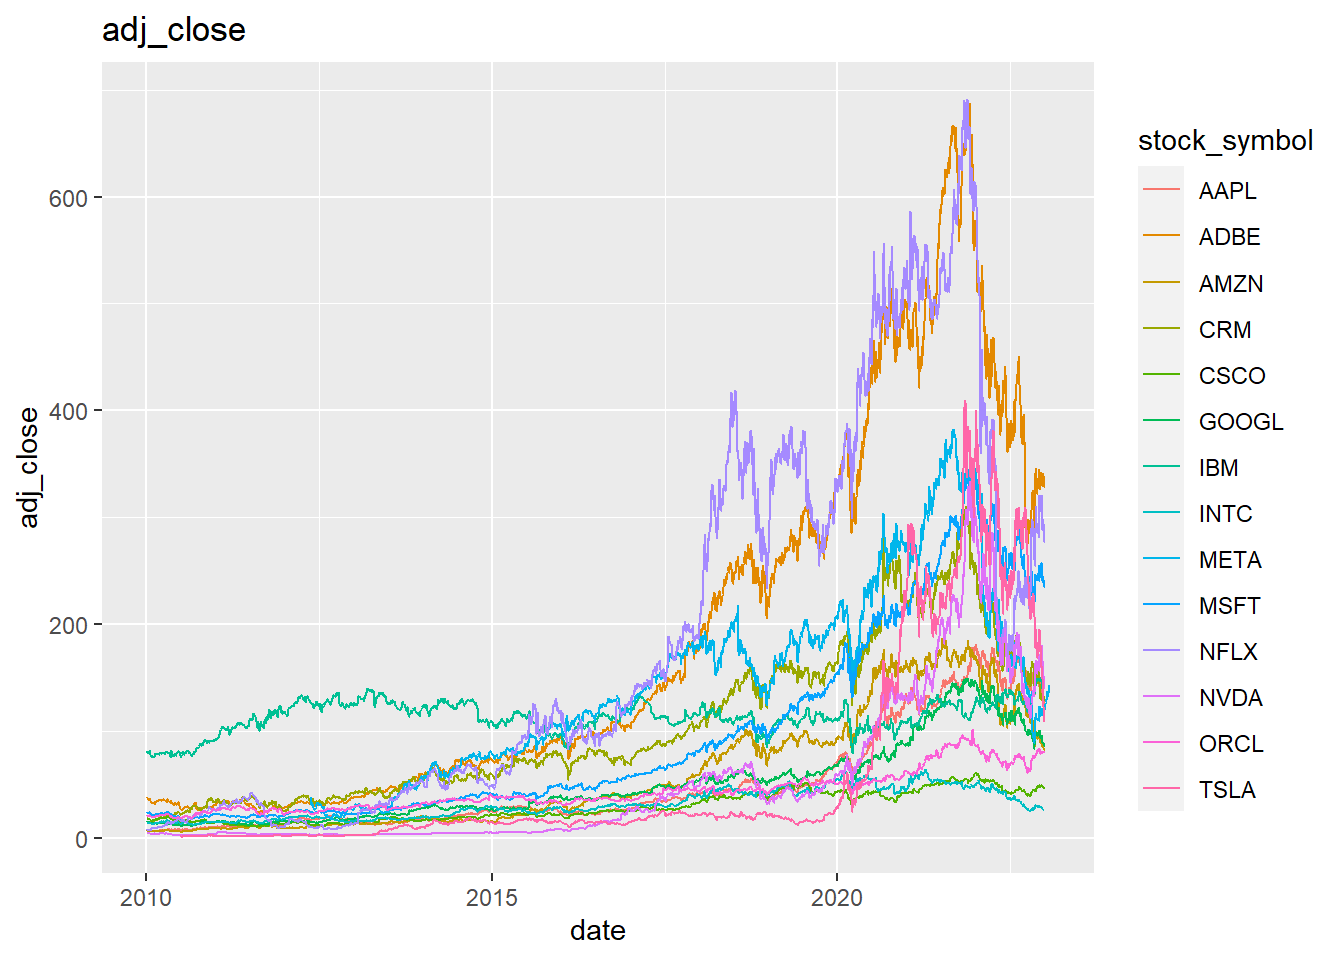 adj_close
600
400
200
0
adj_close
2010
2015
2020
date
stock_symbol
AAPL
ADBE
AMZN
CRM
CSCO
GOOGL
IBM
INTC
META
MSFT
NFLX
NVDA
ORCL
TSLA